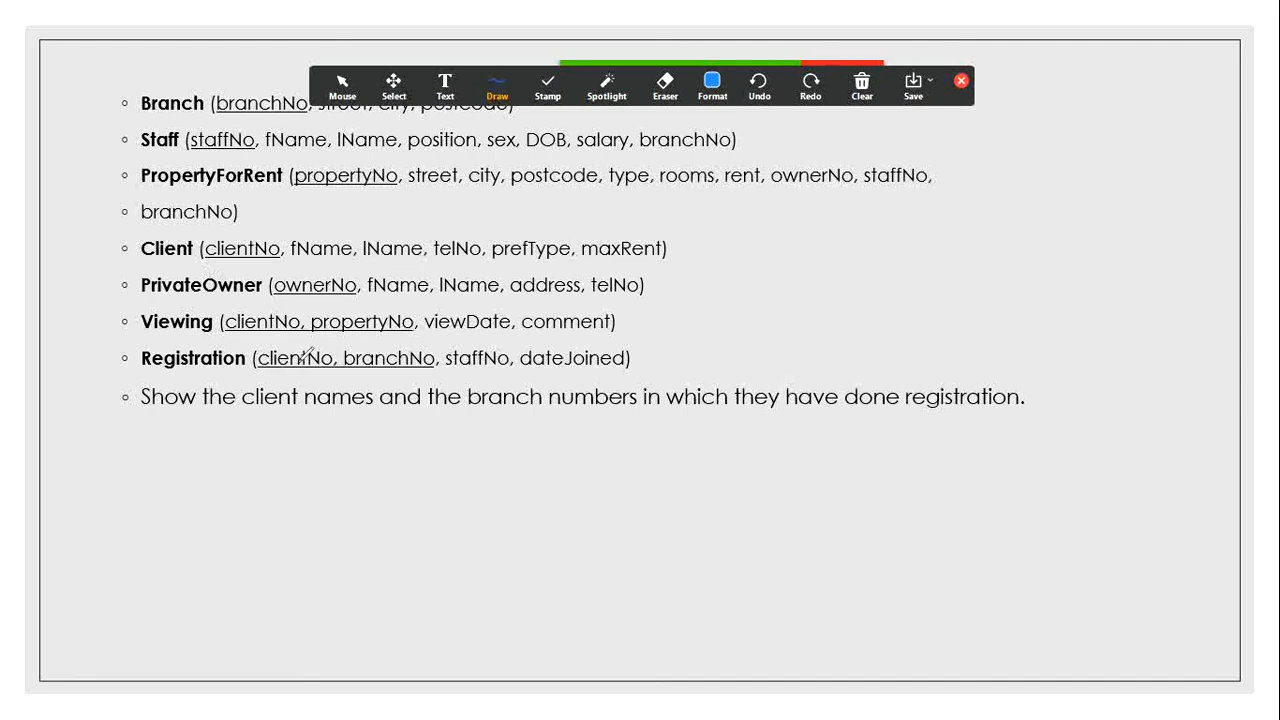 Mouse Select Text Draw Stamp Spotlight Eraser Format Undo Redo Clear Save
Branch (branchNo, street, city, postcode)
Staff (staffNo, fName, lName, position, sex, DOB, salary, branchNo)
PropertyForRent (propertyNo, street, city, postcode, type, rooms, rent, ownerNo, staffNo,
branchNo)
Client (clientNo, fName, lName, telNo, prefType, maxRent)
PrivateOwner (ownerNo, fName, lName, address, telNo)
Viewing (clientNo, propertyNo, viewDate, comment)
Registration (clientNo, branchNo, staffNo, dateJoined)
Show the client names and the branch numbers in which they have done registration.